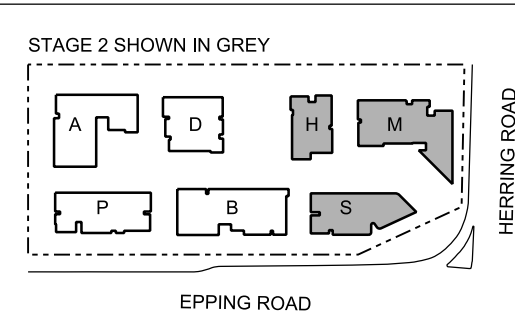 STAGE 2 SHOWN IN GREY
A D H M
P B S
HERRING ROAD
EPPING ROAD